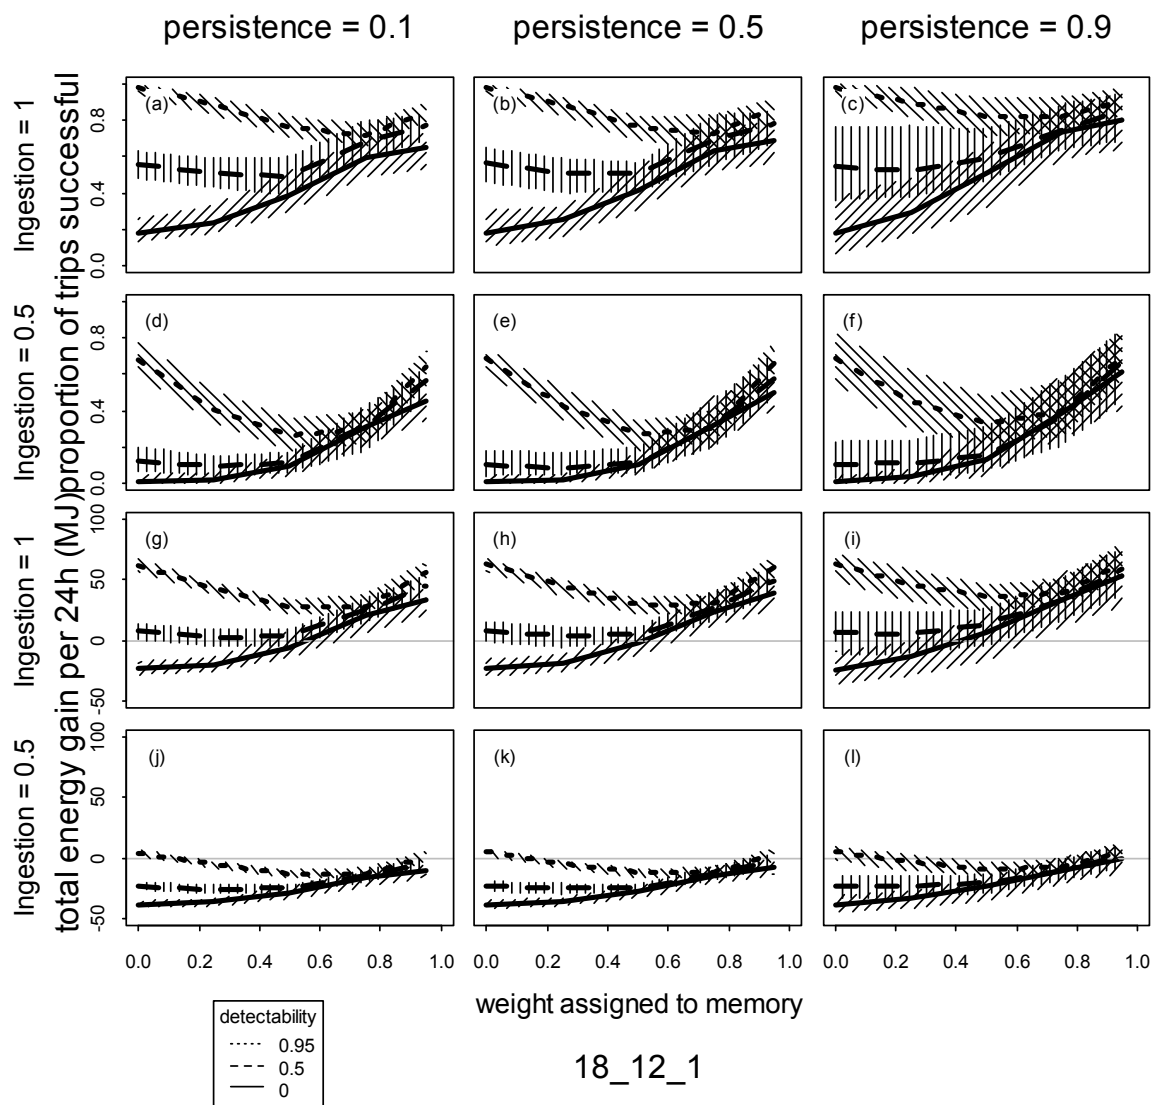 persistence = 0.1 persistence = 0.5 persistence = 0.9
Ingestion = 1
Ingestion = 0.5
Ingestion = 1
Ingestion = 0.5
proportion of trips successful
total energy gain per 24h (MJ)
0.8
0.4
0.0
0.8
0.4
0.0
100
50
0
-50
100
50
0
-50
(a) (b) (c)
(d) (e) (f)
(g) (h) (i)
(j) (k) (l)
0.0 0.2 0.4 0.6 0.8 1.0 0.0 0.2 0.4 0.6 0.8 1.0 0.0 0.2 0.4 0.6 0.8 1.0
weight assigned to memory
detectability
0.95
0.5
0
18_12_1